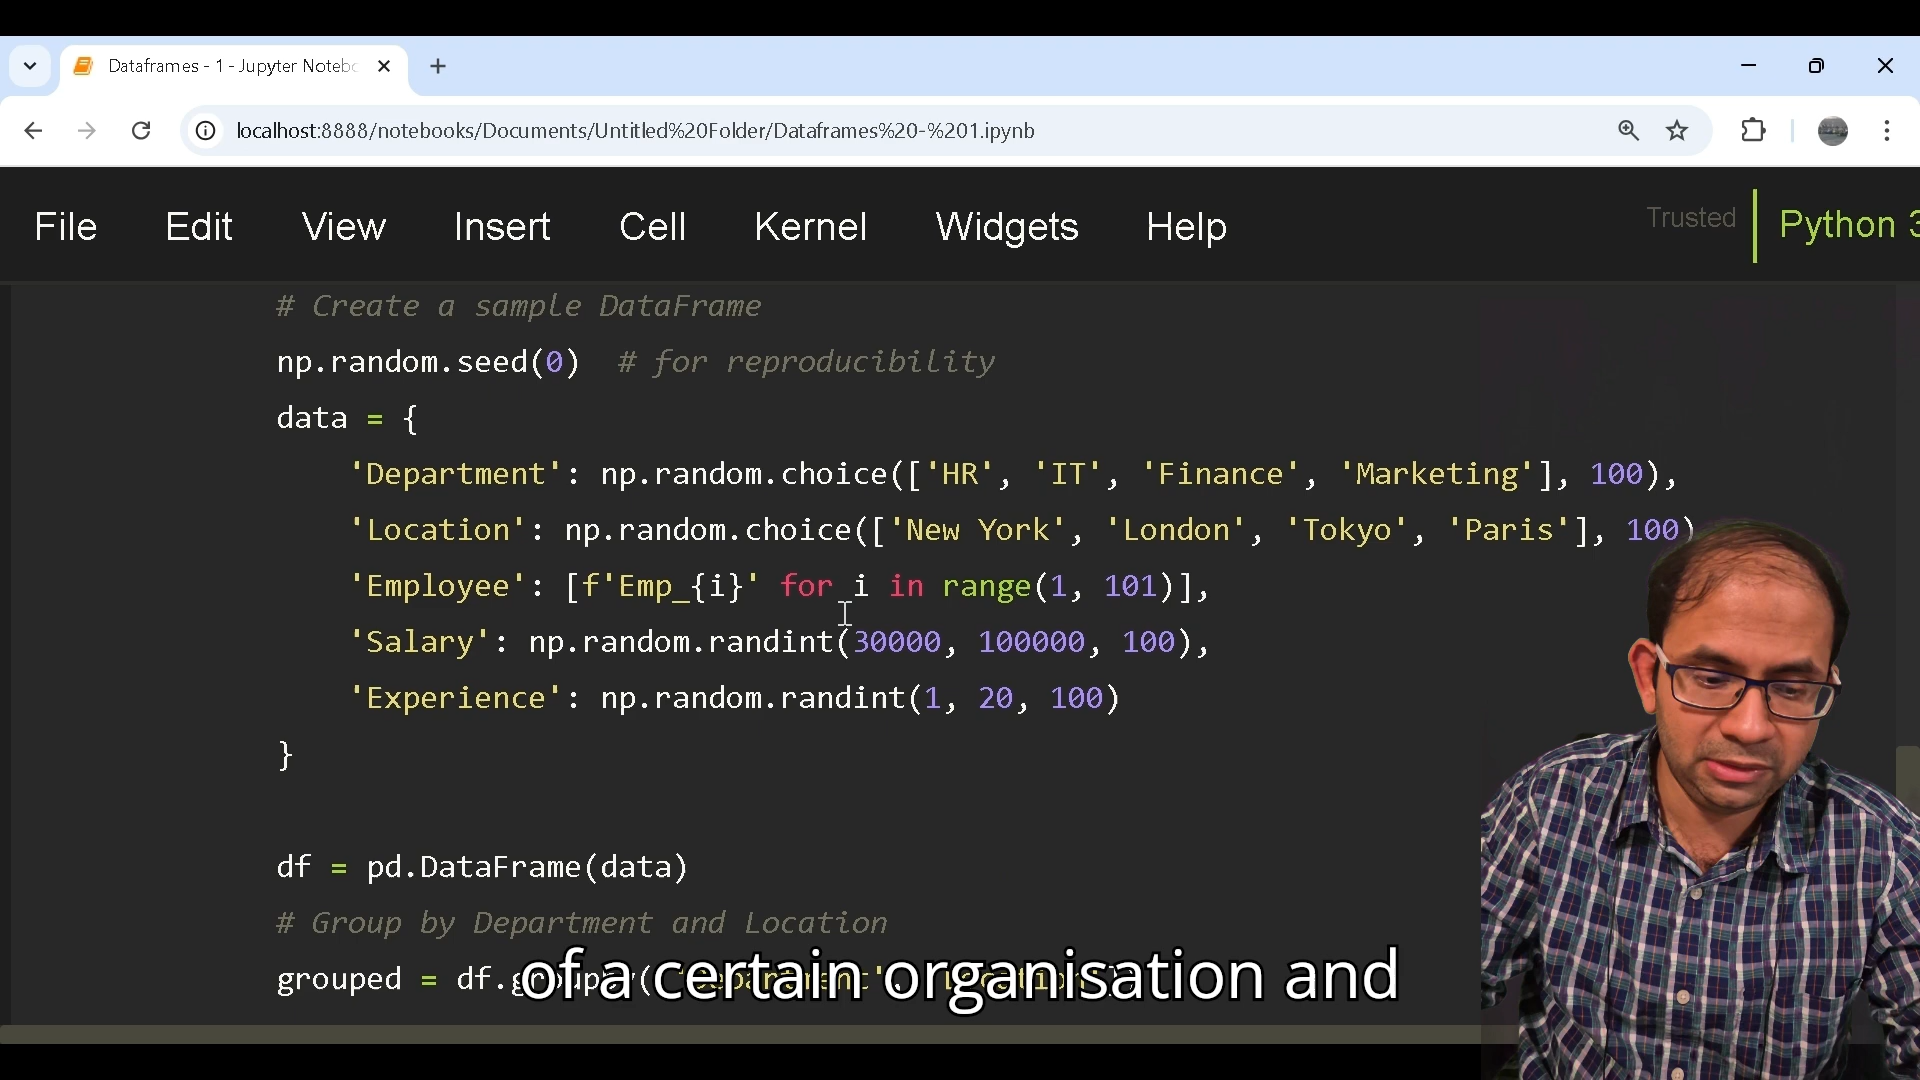 Dataframes - 1 - Jupyter Notebo
localhost:8888/notebooks/Documents/Untitled%20Folder/Dataframes%20-%201.ipynb
File Edit View Insert Cell Kernel Widgets Help Trusted Python 3
# Create a sample DataFrame
np.random.seed(0)  # for reproducibility
data = {
'Department': np.random.choice(['HR', 'IT', 'Finance', 'Marketing'], 100),
'Location': np.random.choice(['New York', 'London', 'Tokyo', 'Paris'], 100)
'Employee': [f'Emp_{i}' for i in range(1, 101)],
'Salary': np.random.randint(30000, 100000, 100),
'Experience': np.random.randint(1, 20, 100)
}
df = pd.DataFrame(data)
# Group by Department and Location
grouped = df.groupby(
of a certain organisation and